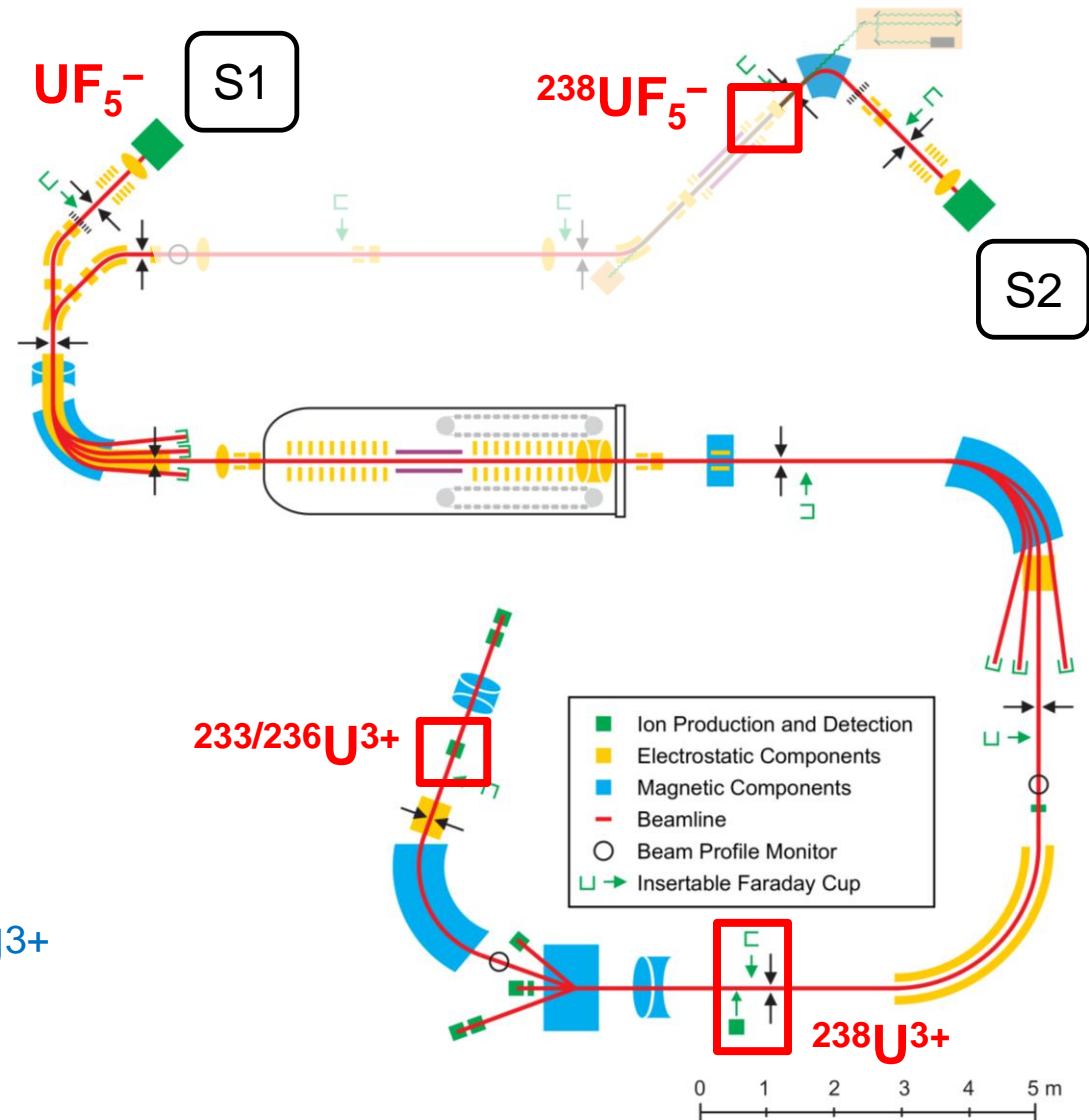 UF₅⁻
S1
²³⁸UF₅⁻
S2
²³³/²³⁶U³⁺
Ion Production and Detection
Electrostatic Components
Magnetic Components
Beamline
Beam Profile Monitor
Insertable Faraday Cup
3+
²³⁸U³⁺
0 1 2 3 4 5 m